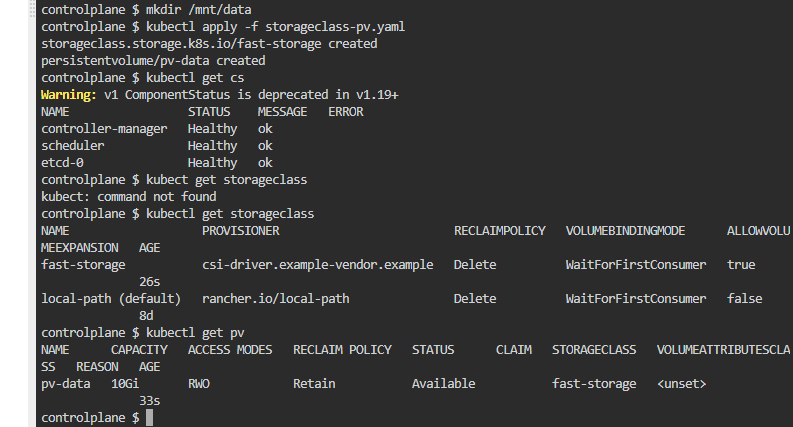 controlplane $ mkdir /mnt/data
controlplane $ kubectl apply -f storageclass-pv.yaml
storageclass.storage.k8s.io/fast-storage created
persistentvolume/pv-data created
controlplane $ kubectl get cs
Warning: v1 ComponentStatus is deprecated in v1.19+
NAME                 STATUS    MESSAGE   ERROR
controller-manager   Healthy   ok
scheduler            Healthy   ok
etcd-0               Healthy   ok
controlplane $ kubect get storageclass
kubect: command not found
controlplane $ kubectl get storageclass
NAME                   PROVISIONER                         RECLAIMPOLICY   VOLUMEBINDINGMODE      ALLOWVOLU
MEEXPANSION   AGE
fast-storage           csi-driver.example-vendor.example   Delete          WaitForFirstConsumer   true
              26s
local-path (default)   rancher.io/local-path               Delete          WaitForFirstConsumer   false
              8d
controlplane $ kubectl get pv
NAME      CAPACITY   ACCESS MODES   RECLAIM POLICY   STATUS      CLAIM   STORAGECLASS   VOLUMEATTRIBUTESCLA
SS   REASON   AGE
pv-data   10Gi       RWO            Retain           Available           fast-storage   <unset>
              33s
controlplane $